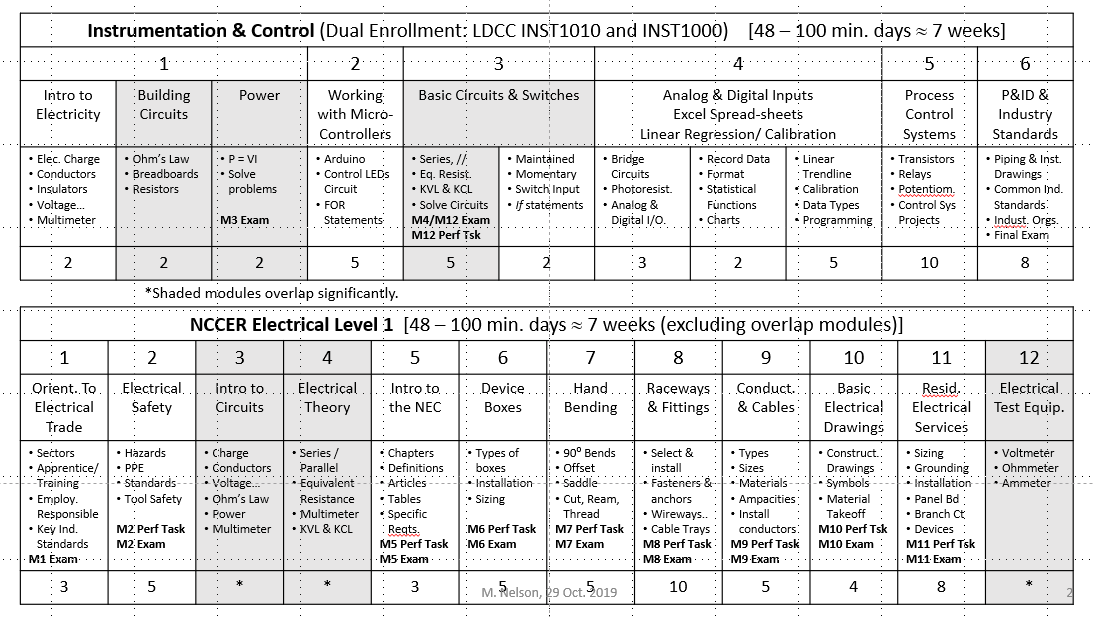 Instrumentation & Control (Dual Enrollment: LDCC INST1010 and INST1000) [48 – 100 min. days ≈ 7 weeks]
1 2 3 4 5 6
Intro to
Electricity
Building
Circuits
Power
Working
with Micro-
Controllers
Basic Circuits & Switches
Analog & Digital Inputs
Excel Spread-sheets
Linear Regression/ Calibration
Process
Control
Systems
P&ID &
Industry
Standards
• Elec. Charge
• Conductors
• Insulators
• Voltage...
• Multimeter
• Ohm's Law
• Breadboards
• Resistors
• P = VI
• Solve
problems
M3 Exam
• Arduino
• Control LEDs
Circuit
• FOR
Statements
• Series, //
• Eq. Resist.
• KVL & KCL
• Solve Circuits
M4/M12 Exam
M12 Perf Tsk
• Maintained
• Momentary
• Switch Input
• If statements
• Bridge
Circuits
• Photoresist.
• Analog &
Digital I/O.
• Record Data
• Format
• Statistical
Functions
• Charts
• Linear
Trendline
• Calibration
• Data Types
• Programming
• Transistors
• Relays
• Potentiom.
• Control Sys
Projects
• Piping & Inst.
Drawings
• Common Ind.
Standards
• Indust. Orgs.
• Final Exam
2 2 2 5 5 2 3 2 5 10 8
*Shaded modules overlap significantly.
NCCER Electrical Level 1 [48 – 100 min. days ≈ 7 weeks (excluding overlap modules)]
1 2 3 4 5 6 7 8 9 10 11 12
Orient. To
Electrical
Trade
Electrical
Safety
Intro to
Circuits
Electrical
Theory
Intro to
the NEC
Device
Boxes
Hand
Bending
Raceways
& Fittings
Conduct.
& Cables
Basic
Electrical
Drawings
Resid.
Electrical
Services
Electrical
Test Equip.
• Sectors
• Apprentice/
Training
• Employ.
Responsible
• Key Ind.
Standards
M1 Exam
• Hazards
• PPE
• Standards
• Tool Safety
M2 Perf Task
M2 Exam
• Charge
• Conductors
• Voltage...
• Ohm's Law
• Power
• Multimeter
• Series /
Parallel
• Equivalent
Resistance
• Multimeter
• KVL & KCL
• Chapters
• Definitions
• Articles
• Tables
• Specific
Reqts.
M5 Perf Task
M5 Exam
• Types of
boxes
• Installation
• Sizing
M6 Perf Task
M6 Exam
• 90⁰ Bends
• Offset
• Saddle
• Cut, Ream,
Thread
M7 Perf Task
M7 Exam
• Select &
install
• Fasteners &
anchors
• Wireways..
• Cable Trays
M8 Perf Task
M8 Exam
• Types
• Sizes
• Materials
• Ampacities
• Install
conductors
M9 Perf Task
M9 Exam
• Construct.
Drawings
• Symbols
• Material
Takeoff
M10 Perf Tsk
M10 Exam
• Sizing
• Grounding
• Installation
• Panel Bd
• Branch Ct
• Devices
M11 Perf Tsk
M11 Exam
• Voltmeter
• Ohmmeter
• Ammeter
3 5 * * 3 5 5 10 5 4 8 *
M. Nelson, 29 Oct. 2019
2